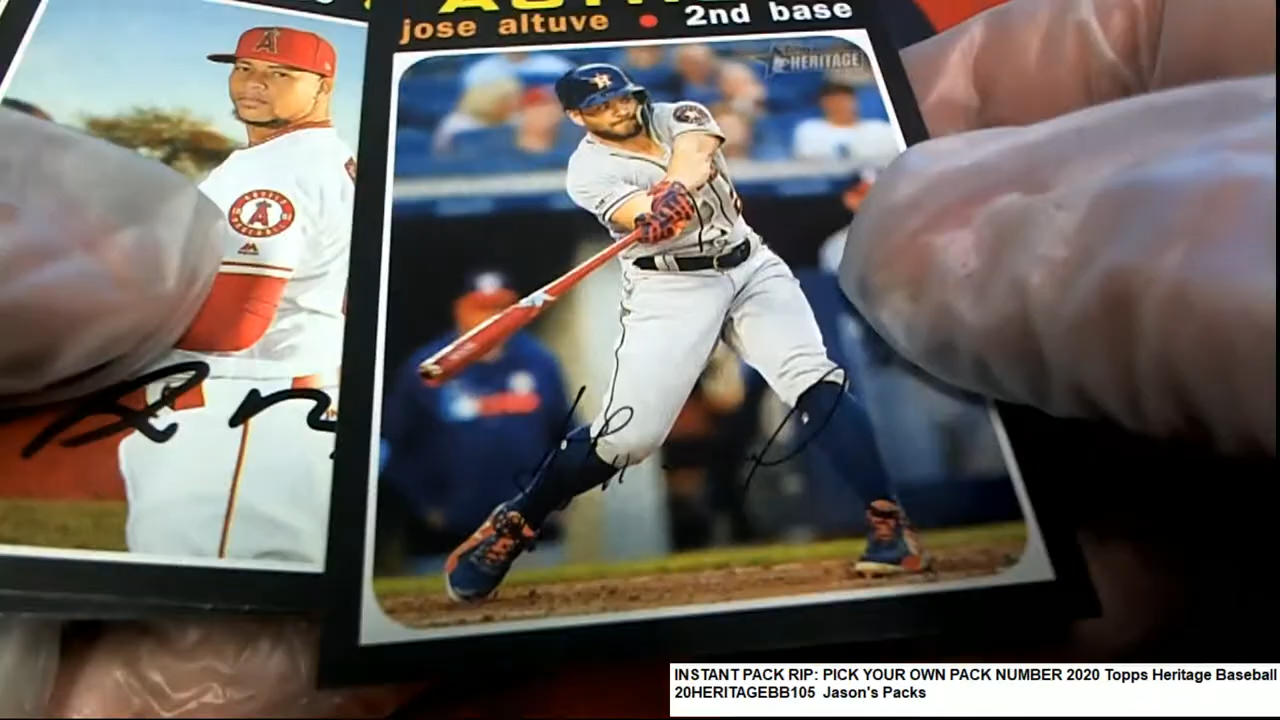 jose altuve • 2nd base
HERITAGE
INSTANT PACK RIP: PICK YOUR OWN PACK NUMBER 2020 Topps Heritage Baseball
20HERITAGEBB105 Jason's Packs